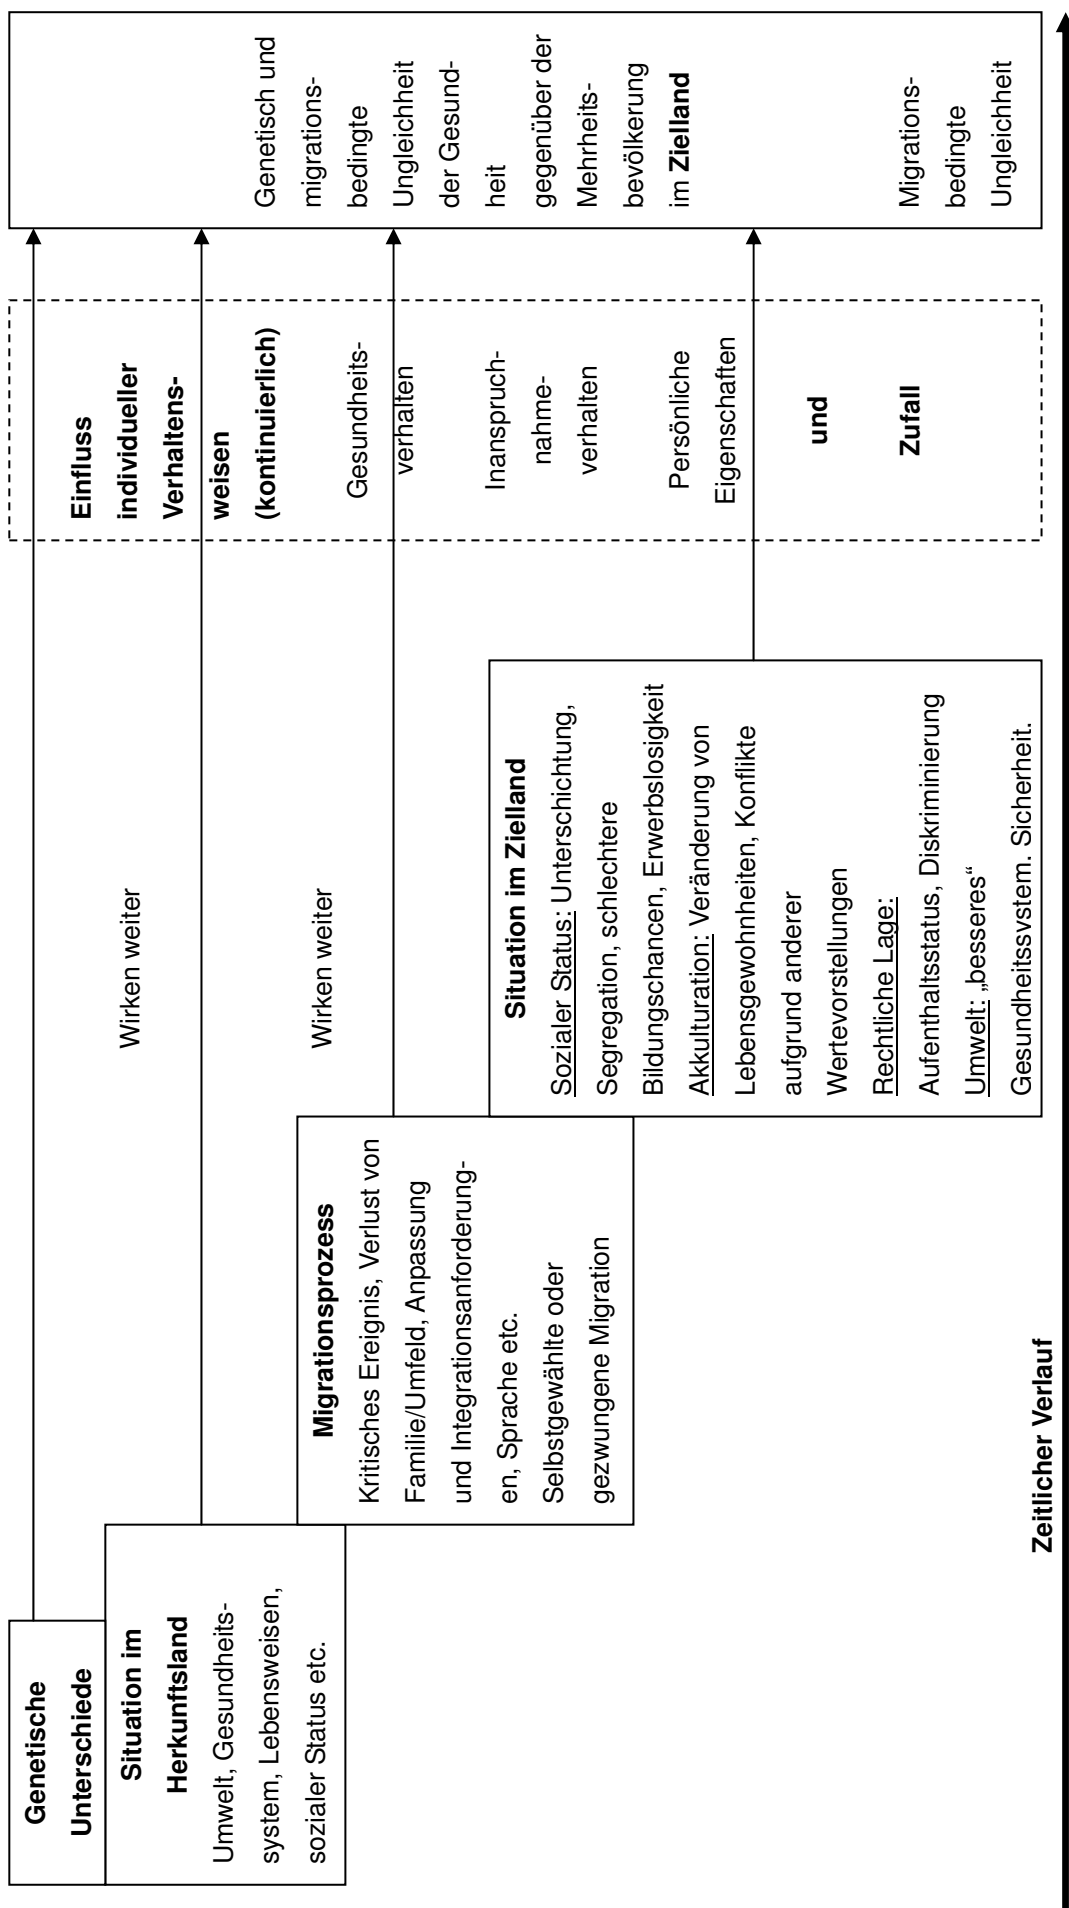 Genetische
Unterschiede
Situation im
Herkunftsland
Umwelt, Gesundheits-
system, Lebensweisen,
sozialer Status etc.
Migrationsprozess
Kritisches Ereignis, Verlust von
Familie/Umfeld, Anpassung
und Integrationsanforderung-
en, Sprache etc.
Selbstgewählte oder
gezwungene Migration
Wirken weiter
Wirken weiter
Situation im Zielland
Sozialer Status: Unterschichtung,
Segregation, schlechtere
Bildungschancen, Erwerbslosigkeit
Akkulturation: Veränderung von
Lebensgewohnheiten, Konflikte
aufgrund anderer
Wertevorstellungen
Rechtliche Lage:
Aufenthaltsstatus, Diskriminierung
Umwelt: „besseres“
Gesundheitssystem. Sicherheit.
Einfluss
individueller
Verhaltens-
weisen
(kontinuierlich)
Gesundheits-
verhalten
Inanspruch-
nahme-
verhalten
Persönliche
Eigenschaften
und
Zufall
Genetisch und
migrations-
bedingte
Ungleichheit
der Gesund-
heit
gegenüber der
Mehrheits-
bevölkerung
im Zielland
Migrations-
bedingte
Ungleichheit
Zeitlicher Verlauf